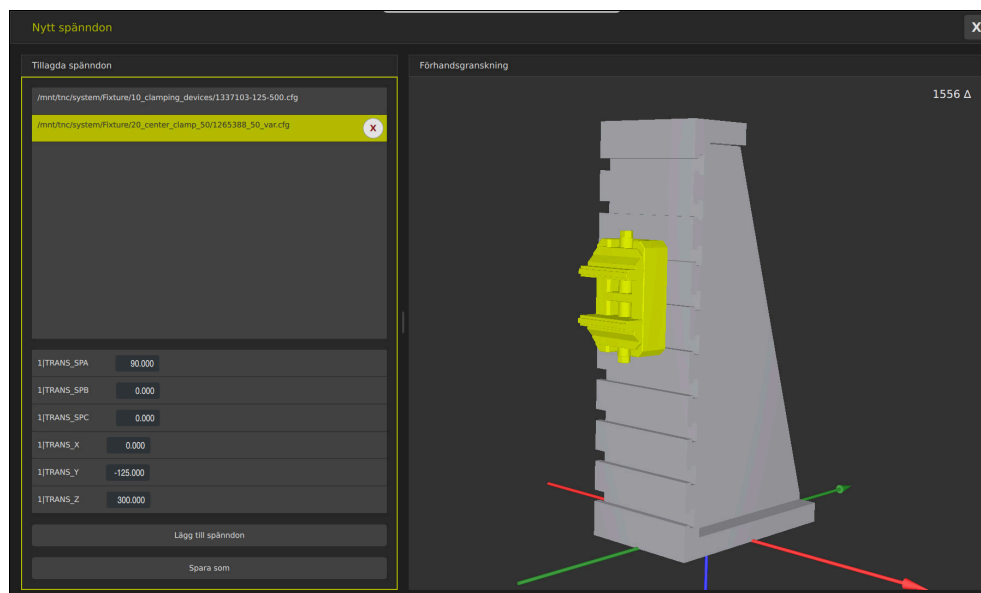 Nytt spänndon
X
Tillagda spänndon
Förhandsgranskning
/mnt/tnc/system/Fixture/10_clamping_devices/1337103-125-500.cfg
1556 Δ
/mnt/tnc/system/Fixture/20_center_clamp_50/1265388_50_var.cfg
X
1|TRANS_SPA 90.000
1|TRANS_SPB 0.000
1|TRANS_SPC 0.000
1|TRANS_X 0.000
1|TRANS_Y -125.000
1|TRANS_Z 300.000
Lägg till spänndon
Spara som